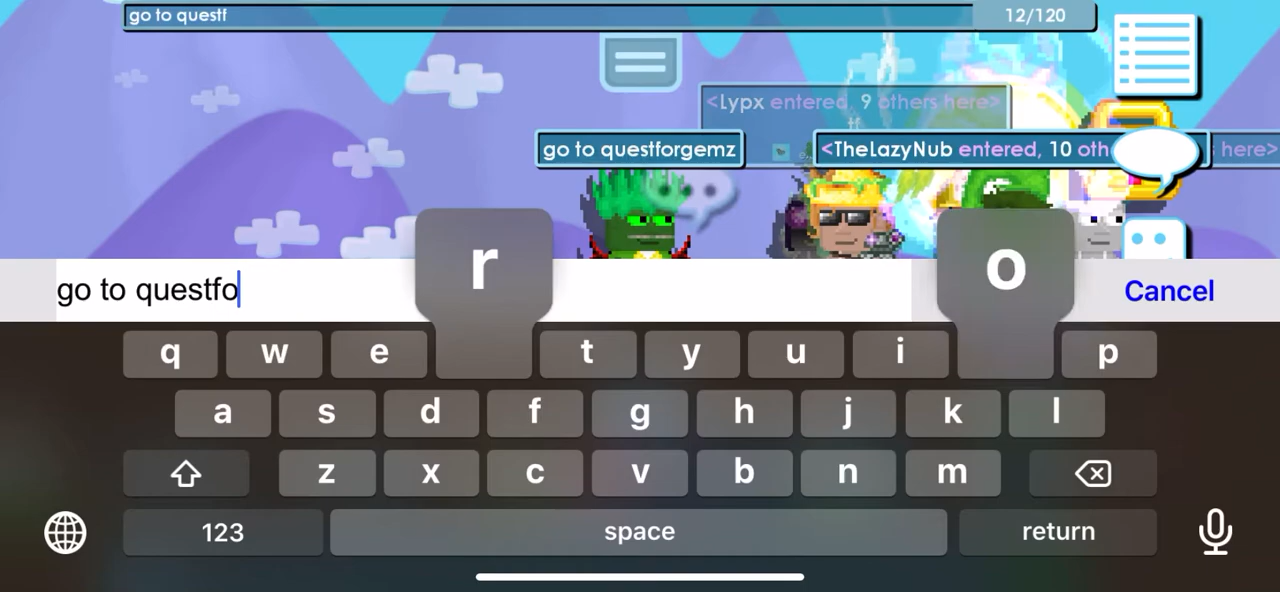 go to questf
12/120
<Lypx entered, 9 others here>
tf
go to questforgemz
<TheLazyNub entered, 10 oth
s here>
go to questfo
r
o
Cancel
q w e t y u i p
a s d f g h j k l
z x c v b n m
123 space return